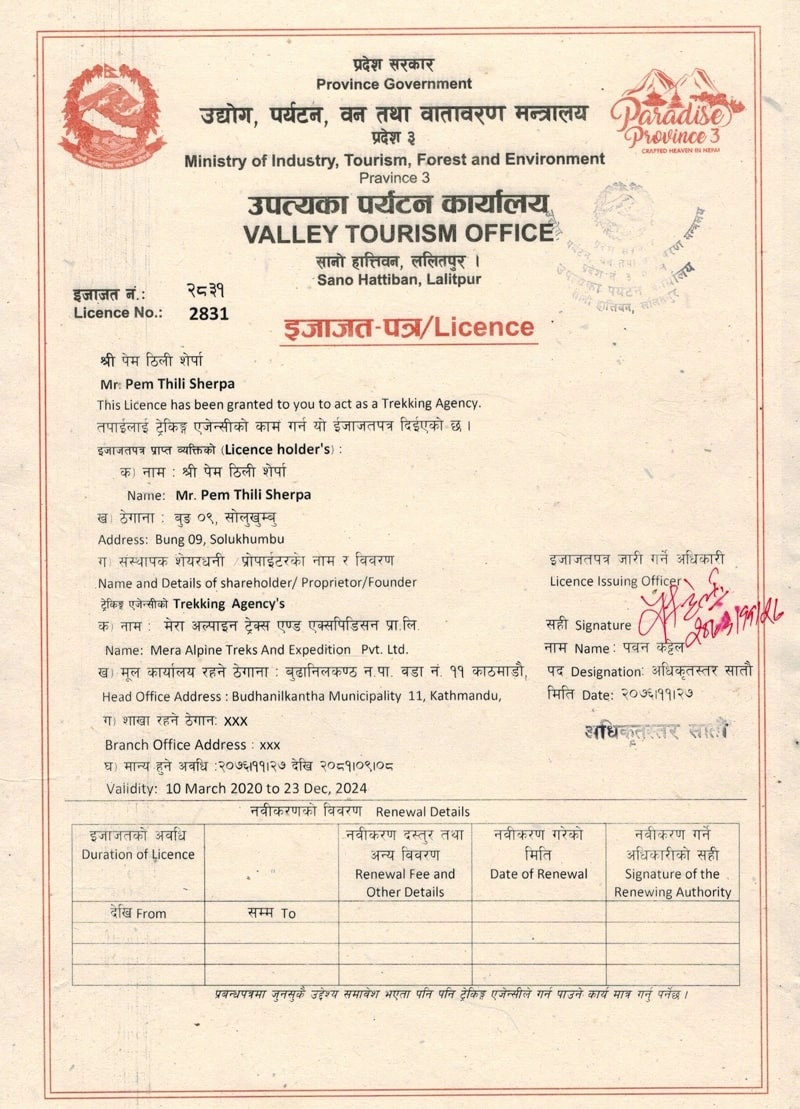 प्रदेश सरकार
Province Government
उद्योग, पर्यटन, वन तथा वातावरण मन्त्रालय
प्रदेश ३
Ministry of Industry, Tourism, Forest and Environment
Pravince 3
Paradise
Province 3
CRAFTED HEAVEN IN NEPAL
उपत्यका पर्यटन कार्यालय
VALLEY TOURISM OFFICE
सानो हात्तिवन, ललितपुर ।
Sano Hattiban, Lalitpur
इजाजत नं.: २८३१
Licence No.: 2831
इजाजत-पत्र/Licence
श्री पेम ठिली शेर्पा
Mr. Pem Thili Sherpa
This Licence has been granted to you to act as a Trekking Agency.
तपाईलाई ट्रेकिङ्ग एजेन्सीको काम गर्न यो ईजाजतपत्र दिईएको छ ।
इजाजतपत्र प्राप्त व्यक्तिको (Licence holder's) :
क) नाम : श्री पेम ठिली शेर्पा
Name: Mr. Pem Thili Sherpa
ख) ठेगाना : बुङ ०९, सोलुखुम्बु
Address: Bung 09, Solukhumbu
ग) संस्थापक शेयरधनी /प्रोपाईटरका नाम र विवरण
Name and Details of shareholder/ Proprietor/Founder
ट्रेकिङ्ग एजेन्सीको Trekking Agency's
क) नाम : मेरा अल्पाइन ट्रेक्स एण्ड एक्सपिडिसन प्रा.लि.
Name: Mera Alpine Treks And Expedition Pvt. Ltd.
ख) मूल कार्यालय रहने ठेगाना : बुढानिलकण्ठ न.पा. वडा नं. ११ काठमाडौ,
Head Office Address : Budhanilkantha Municipality 11, Kathmandu,
ग) शाखा रहने ठेगान: xxx
Branch Office Address : xxx
घ) मान्य हुने अवधि :२०७६।११।२७ देखि २०८१।०९।०८
Validity: 10 March 2020 to 23 Dec, 2024
इजाजतपत्र जारी गर्ने अधिकारी
Licence Issuing Officer
सही Signature
नाम Name: पवन कट्टेल
पद Designation: अधिकृतस्तर सातौ
मिति Date: २०७६।११।२७
अधिकृतस्तर सातौं
नवीकरणको विवरण Renewal Details
इजाजतको अवधि
Duration of Licence
नवीकरण दस्तुर तथा
अन्य विवरण
Renewal Fee and
Other Details
नवीकरण गरेको
मिति
Date of Renewal
नवीकरण गर्ने
अधिकारीको सही
Signature of the
Renewing Authority
देखि From
सम्म To
प्रबन्धपत्रमा जुनसुकै उद्देश्य समावेश भएता पनि पनि ट्रेकिङ्ग एजेन्सीले गर्न पाउने कार्य मात्र गर्नु पर्नेछ ।